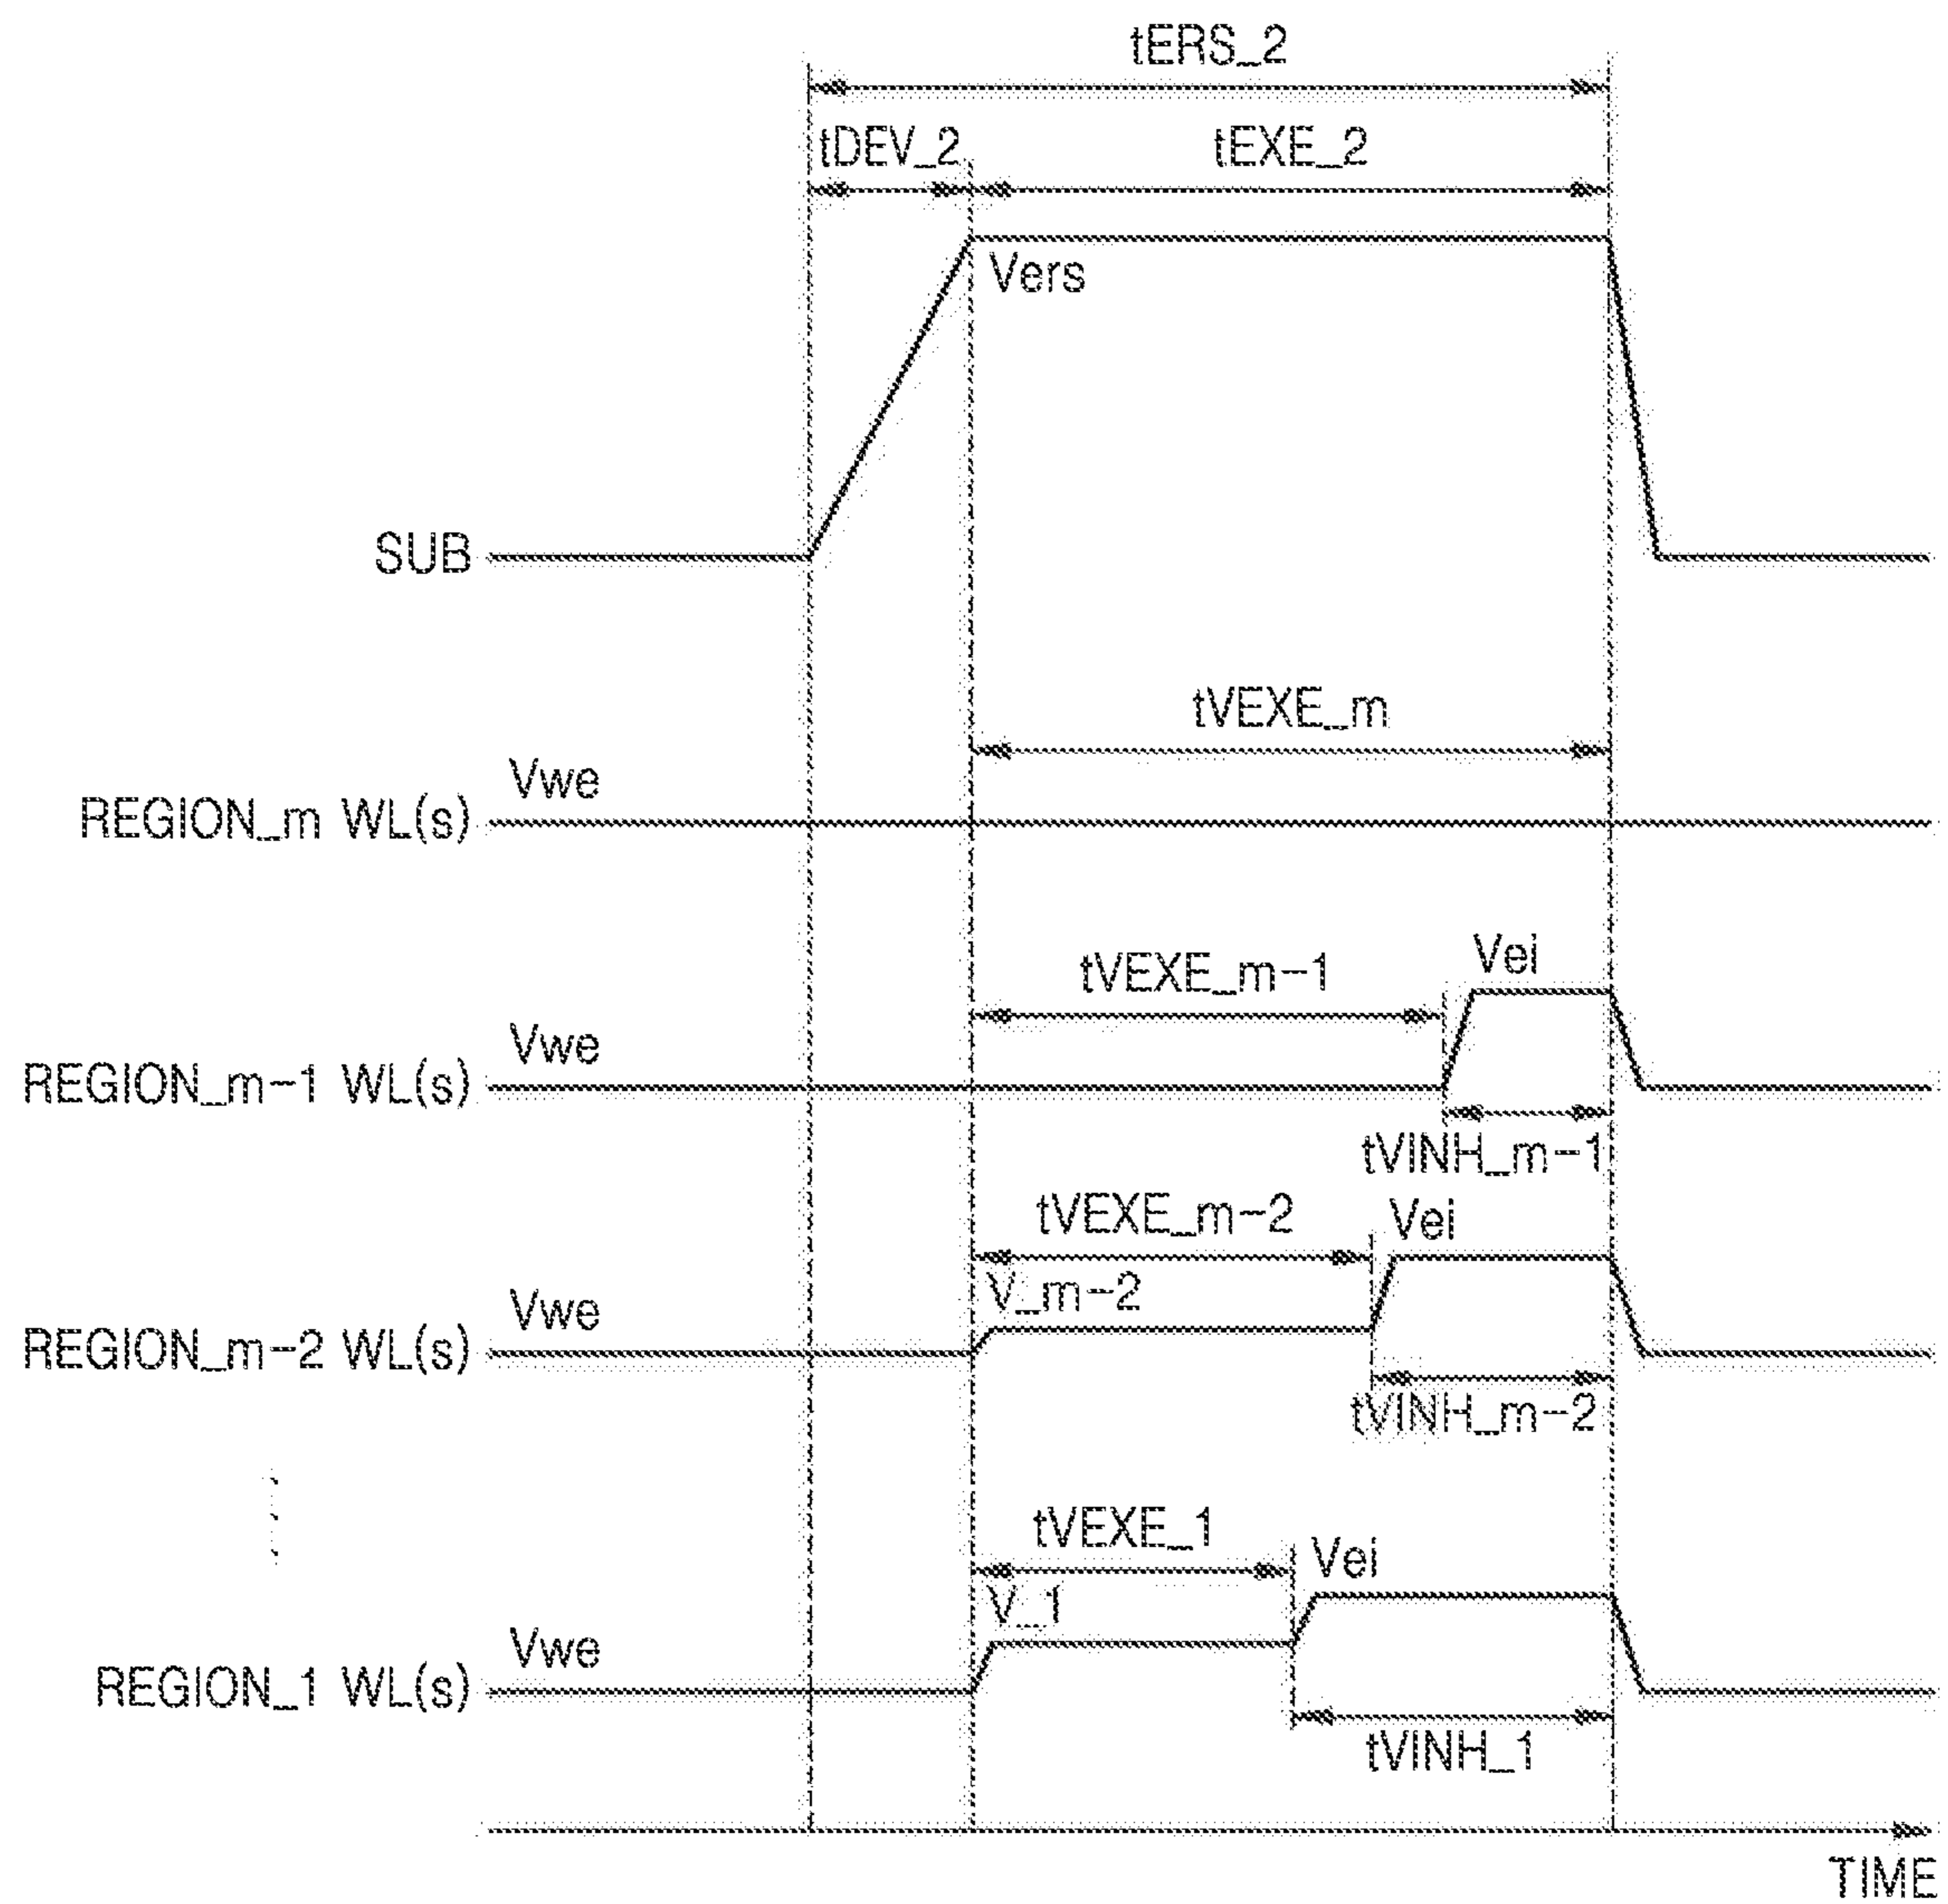 tERS_2
tDEV_2
tEXE_2
Vers
SUB
tVEXE_m
Vwe
REGION_m WL(s)
Vei
tVEXE_m-1
Vwe
REGION_m-1 WL(s)
tVINH_m-1
tVEXE_m-2
Vei
V_m-2
Vwe
REGION_m-2 WL(s)
tVINH_m-2
tVEXE_1
Vei
V_1
Vwe
REGION_1 WL(s)
tVINH_1
TIME